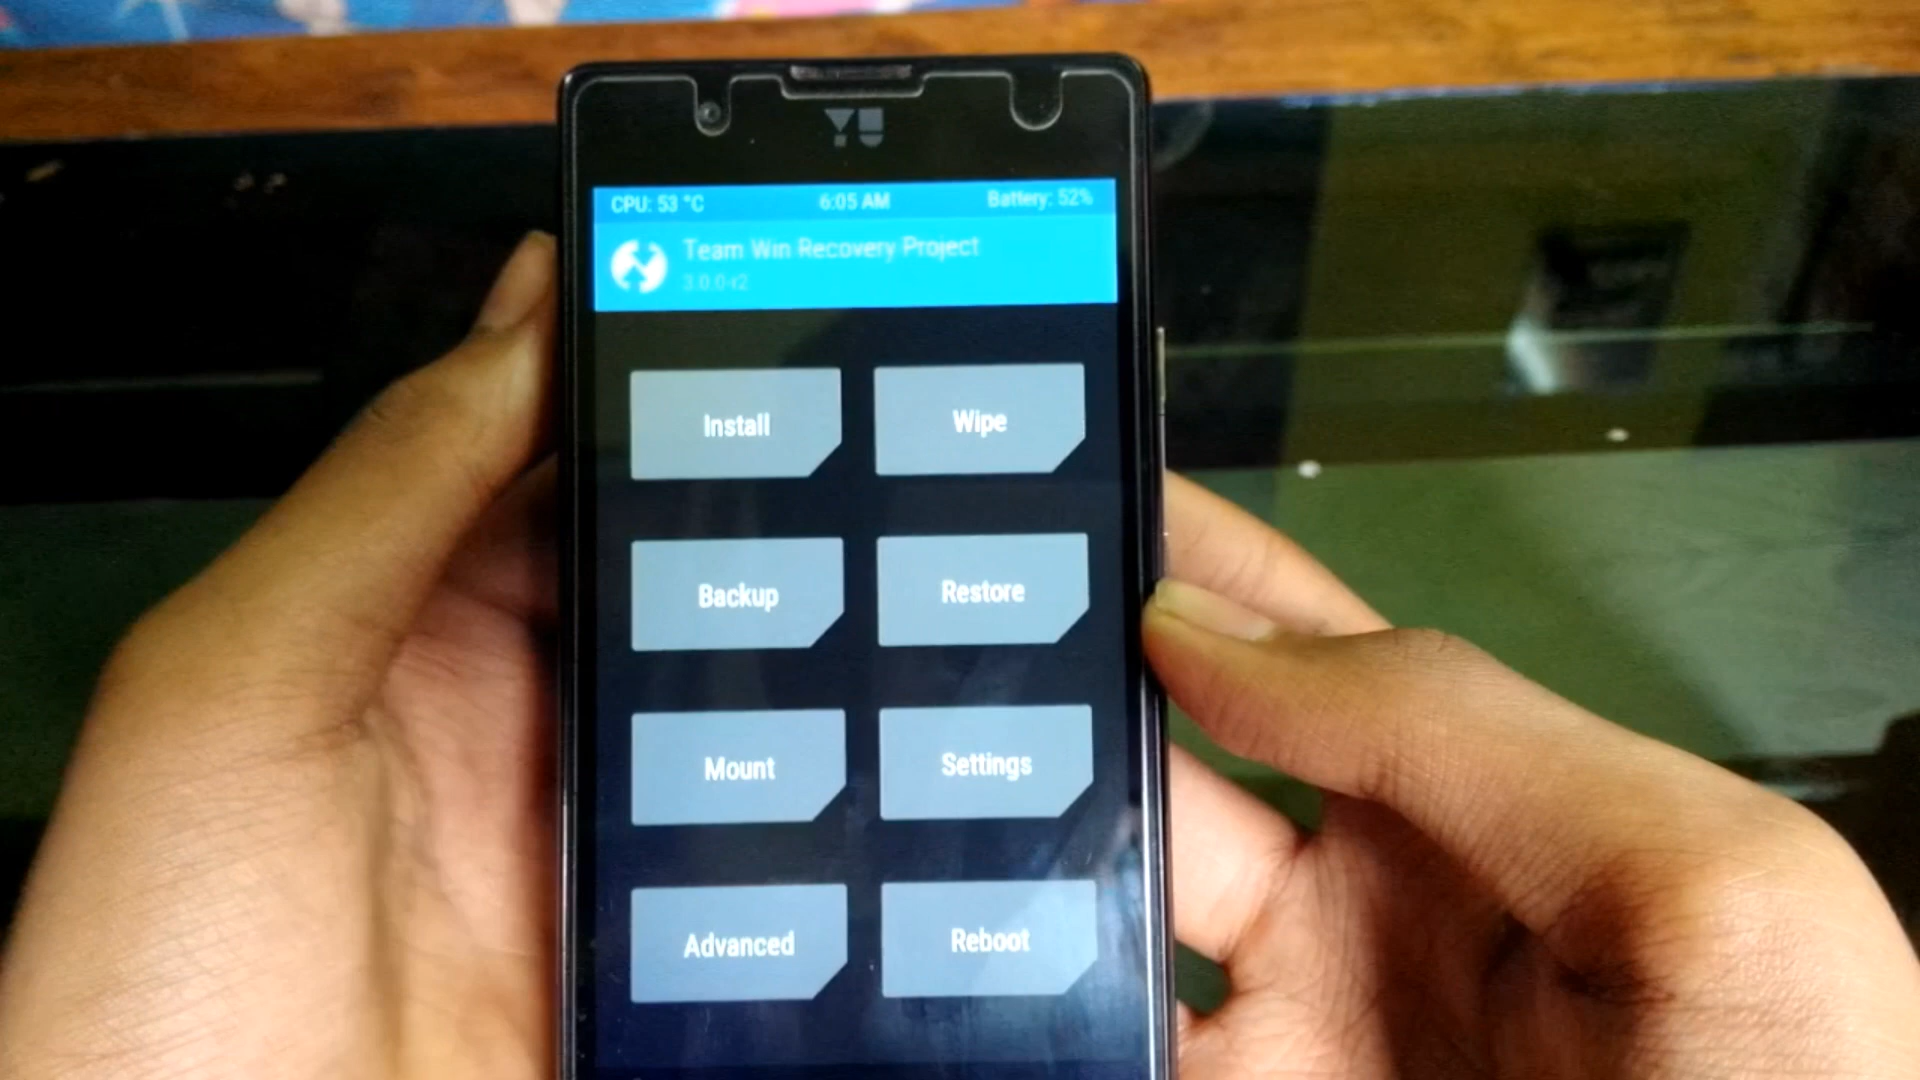 YU
CPU: 53 °C 6:05 AM Battery: 52%
Team Win Recovery Project
3.0.0-r2
Install Wipe
Backup Restore
Mount Settings
Advanced Reboot